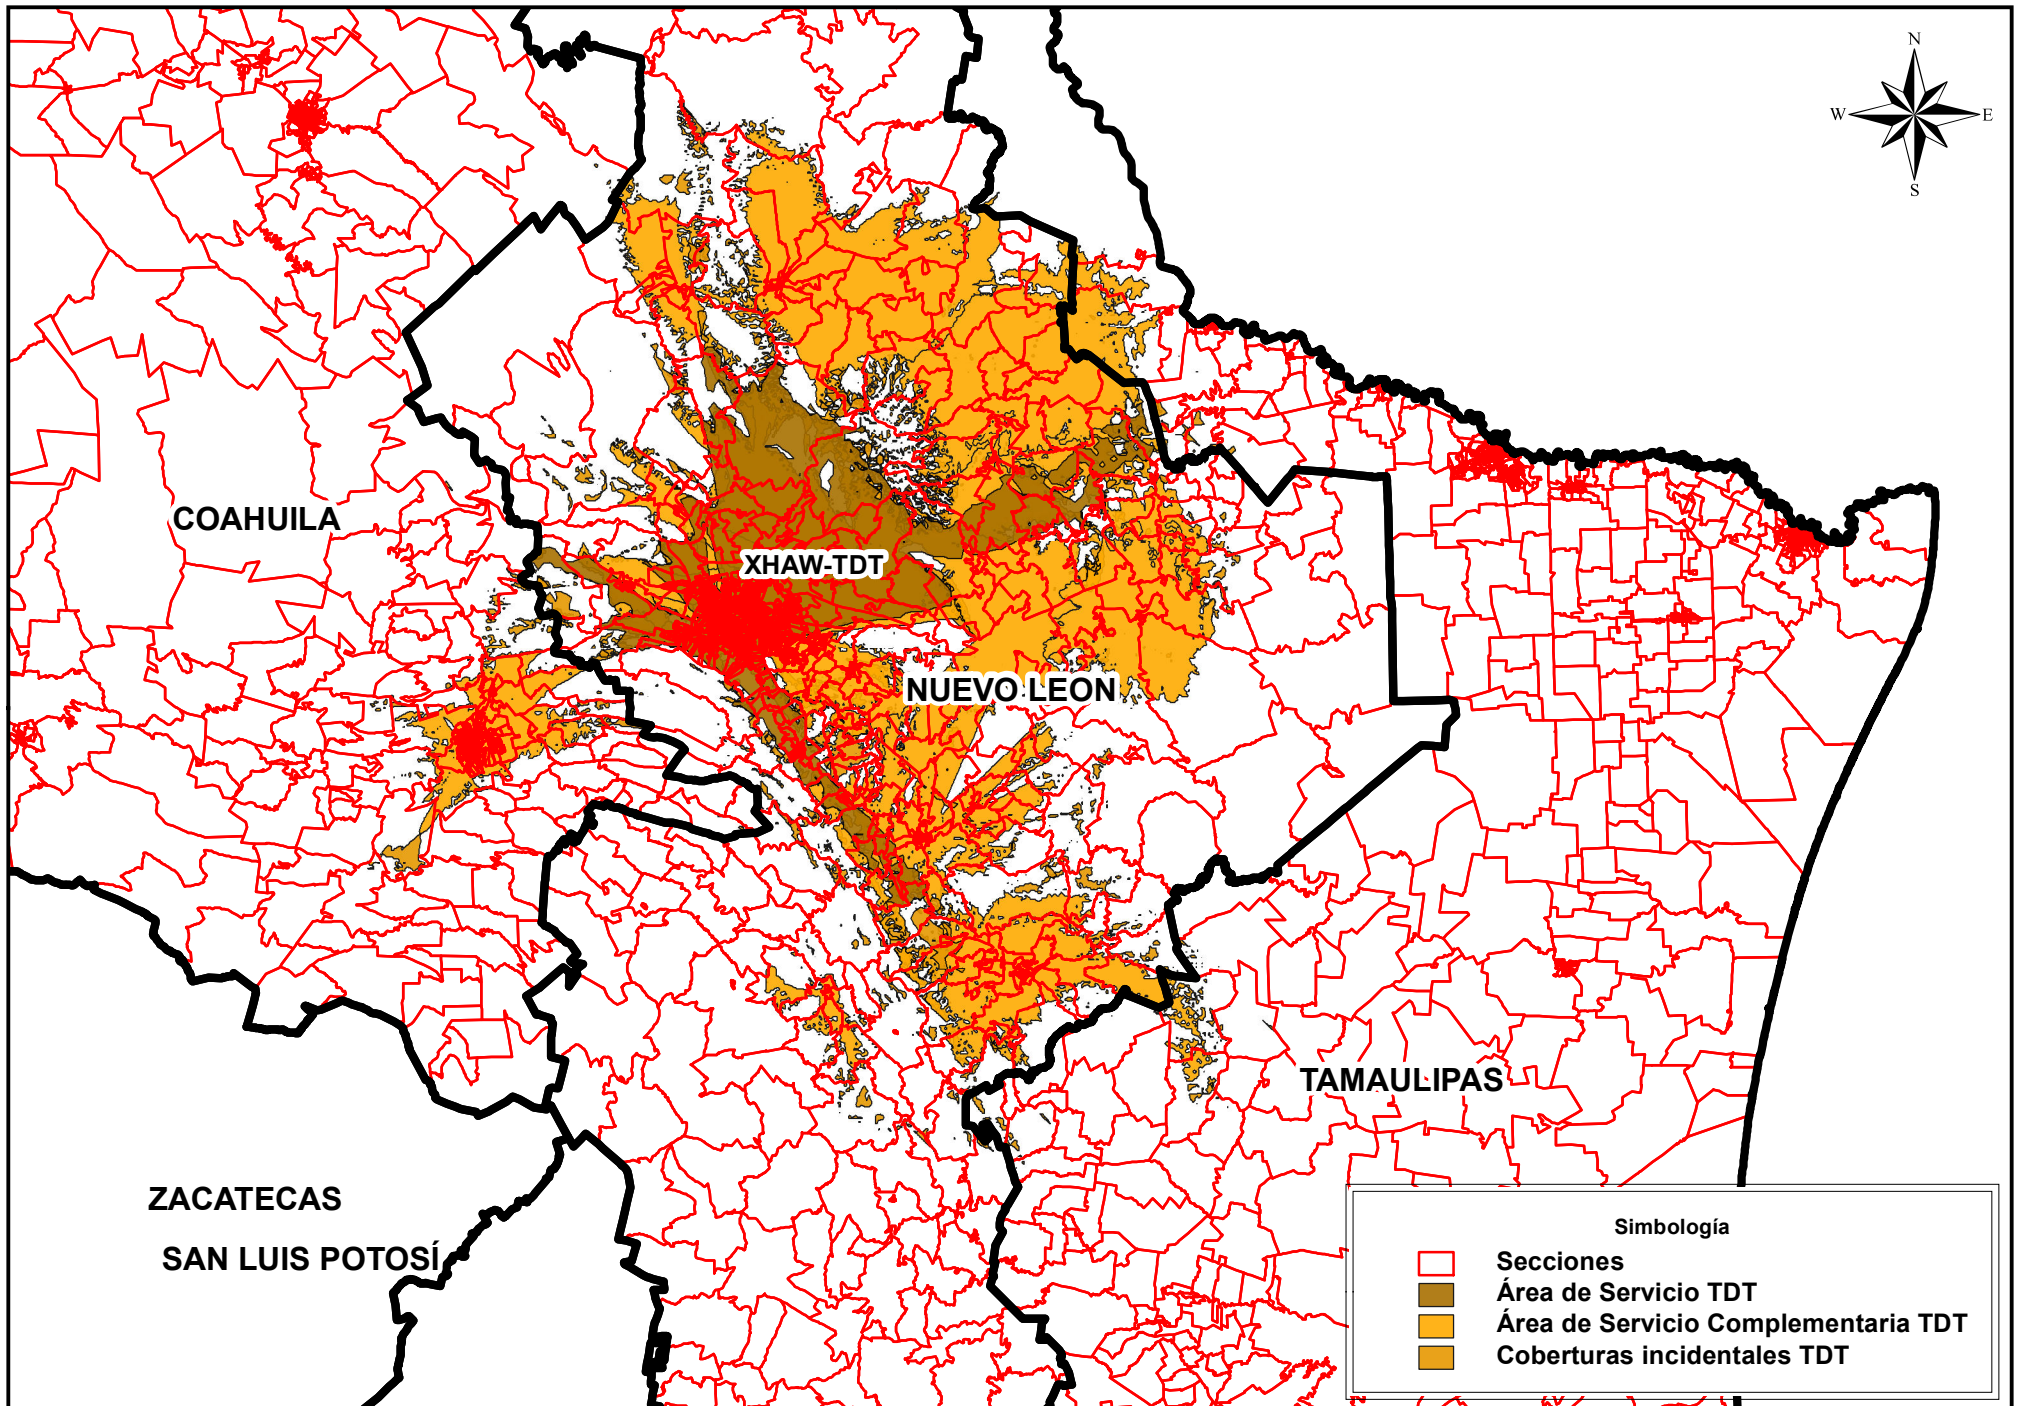 N
W
E
S
COAHUILA
XHAW-TDT
NUEVO LEON
TAMAULIPAS
ZACATECAS
SAN LUIS POTOSÍ
Simbología
Secciones
Área de Servicio TDT
Área de Servicio Complementaria TDT
Coberturas incidentales TDT